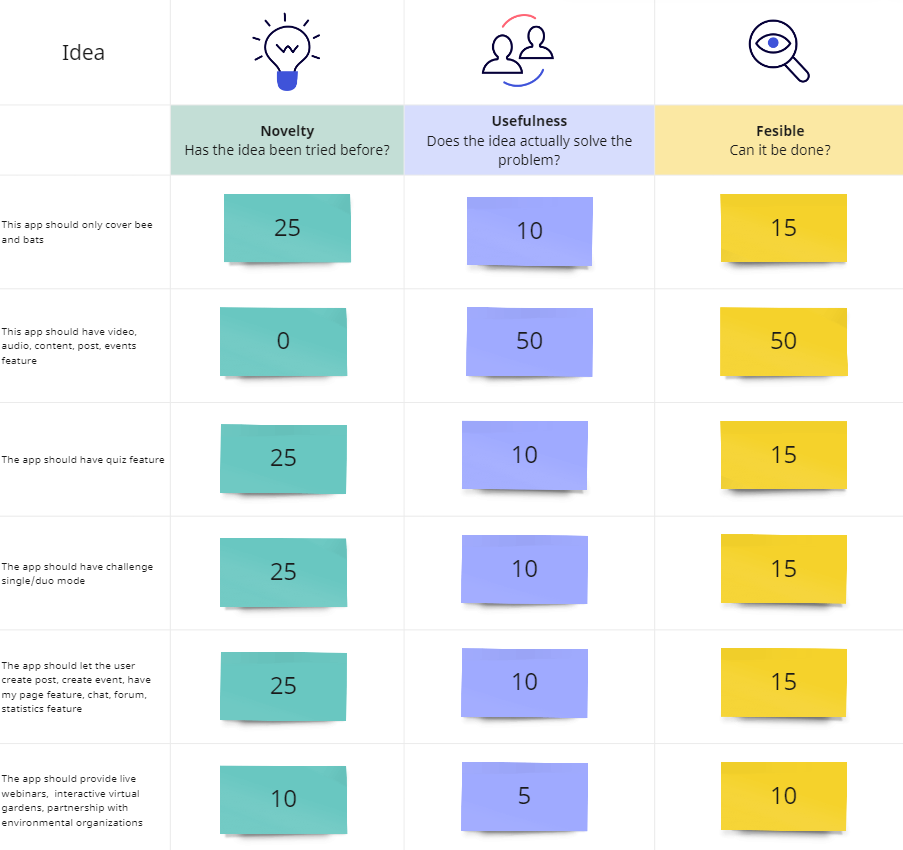 Idea
Novelty
Has the idea been tried before?
Usefulness
Does the idea actually solve the
problem?
Fesible
Can it be done?
This app should only cover bee
and bats
25
10
15
This app should have video,
audio, content, post, events
feature
0
50
50
The app should have quiz feature
25
10
15
The app should have challenge
single/duo mode
25
10
15
The app should let the user
create post, create event, have
my page feature, chat, forum,
statistics feature
25
10
15
The app should provide live
webinars, interactive virtual
gardens, partnership with
environmental organizations
10
5
10